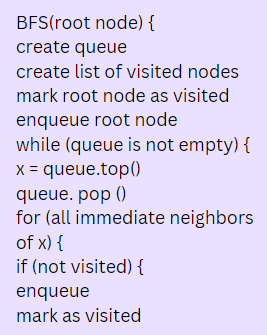 BFS(root node) {
create queue
create list of visited nodes
mark root node as visited
enqueue root node
while (queue is not empty) {
x = queue.top()
queue. pop ()
for (all immediate neighbors
of x) {
if (not visited) {
enqueue
mark as visited